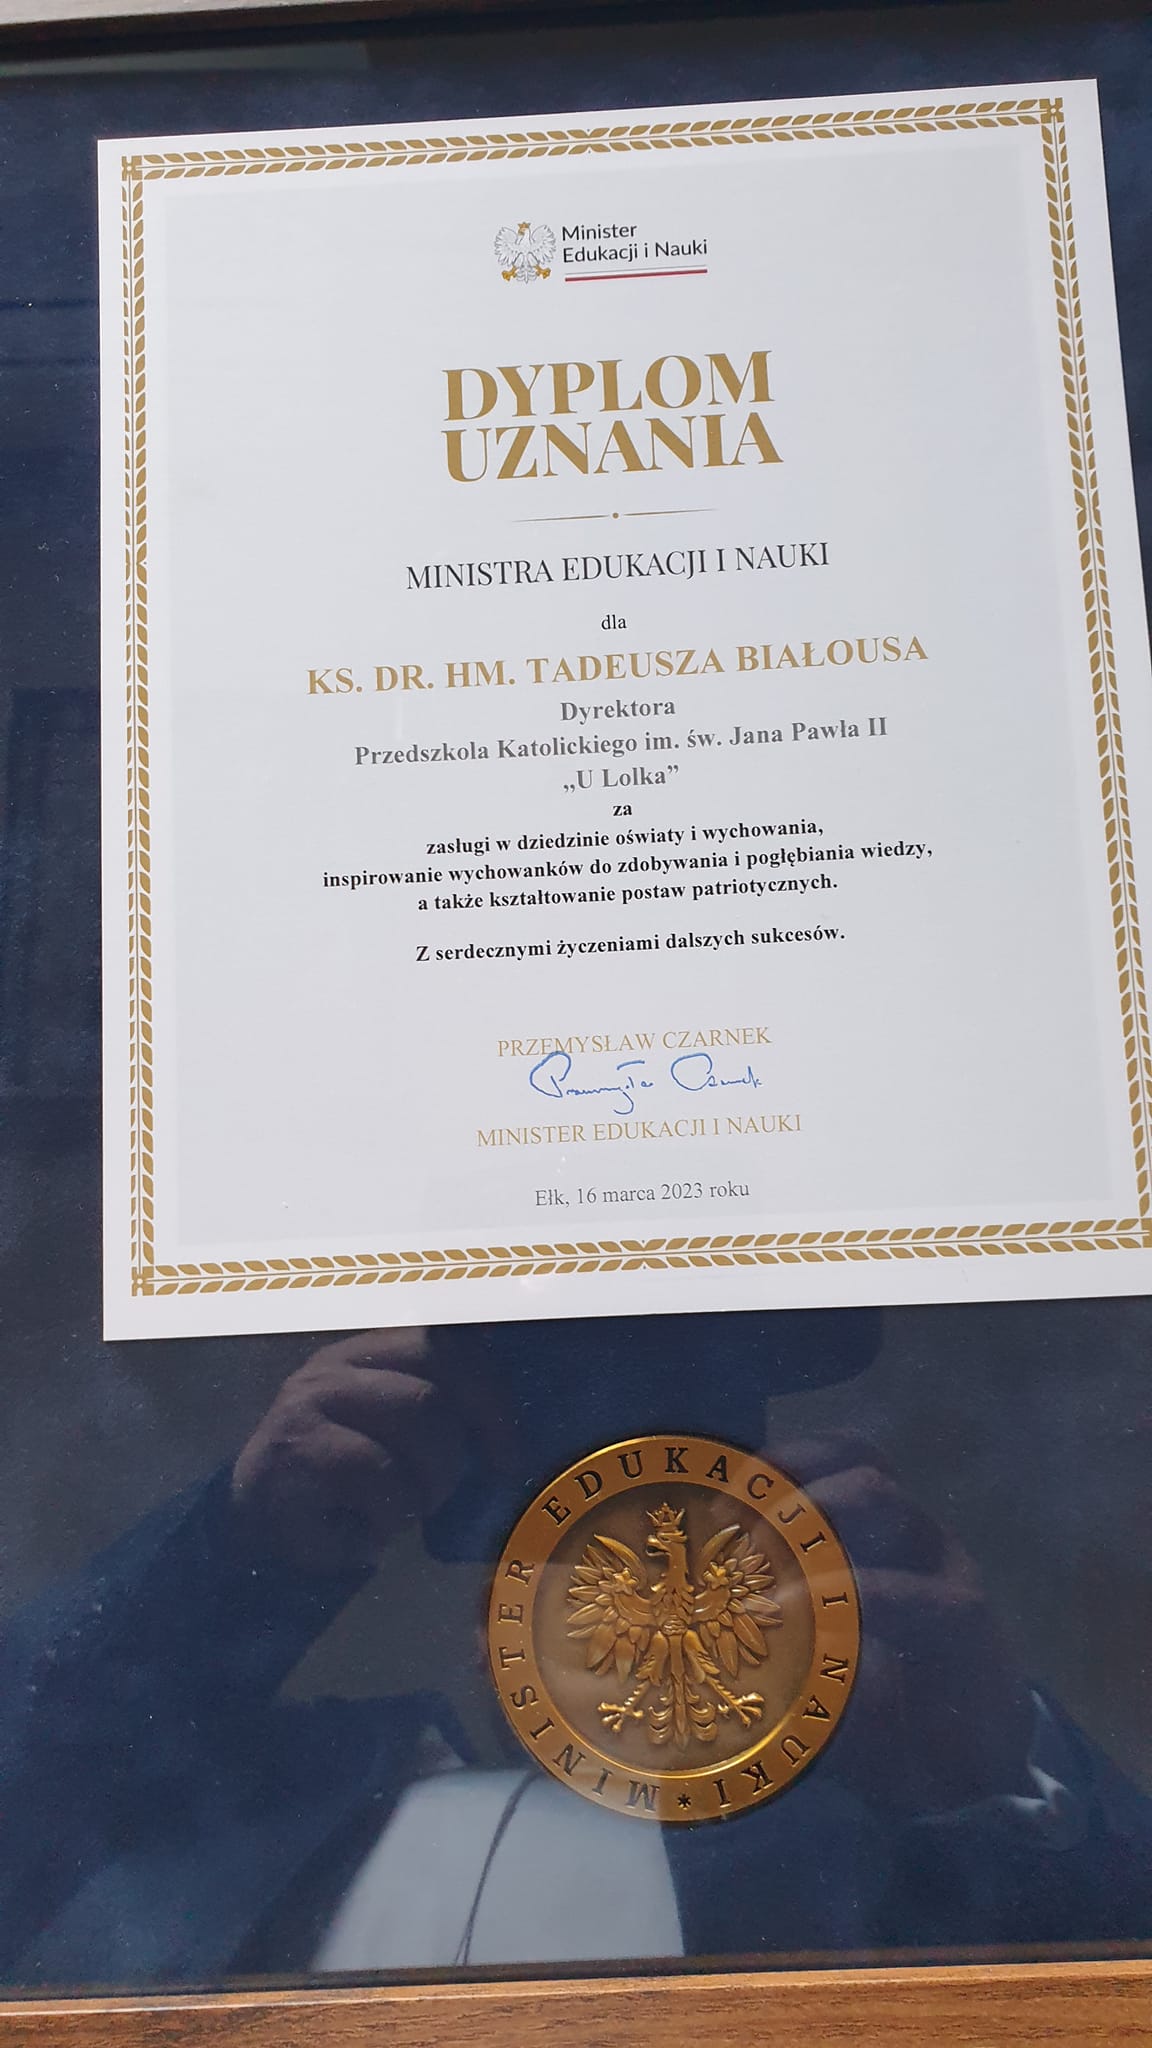 Minister
Edukacji i Nauki
DYPLOM
UZNANIA
MINISTRA EDUKACJI I NAUKI
dla
KS. DR. HM. TADEUSZA BIAŁOUSA
Dyrektora
Przedszkola Katolickiego im. św. Jana Pawła II
„U Lolka”
za
zasługi w dziedzinie oświaty i wychowania,
inspirowanie wychowanków do zdobywania i pogłębiania wiedzy,
a także kształtowanie postaw patriotycznych.
Z serdecznymi życzeniami dalszych sukcesów.
PRZEMYSŁAW CZARNEK
Przemysław Czarnek
MINISTER EDUKACJI I NAUKI
Ełk, 16 marca 2023 roku
MINISTER EDUKACJI I NAUKI *